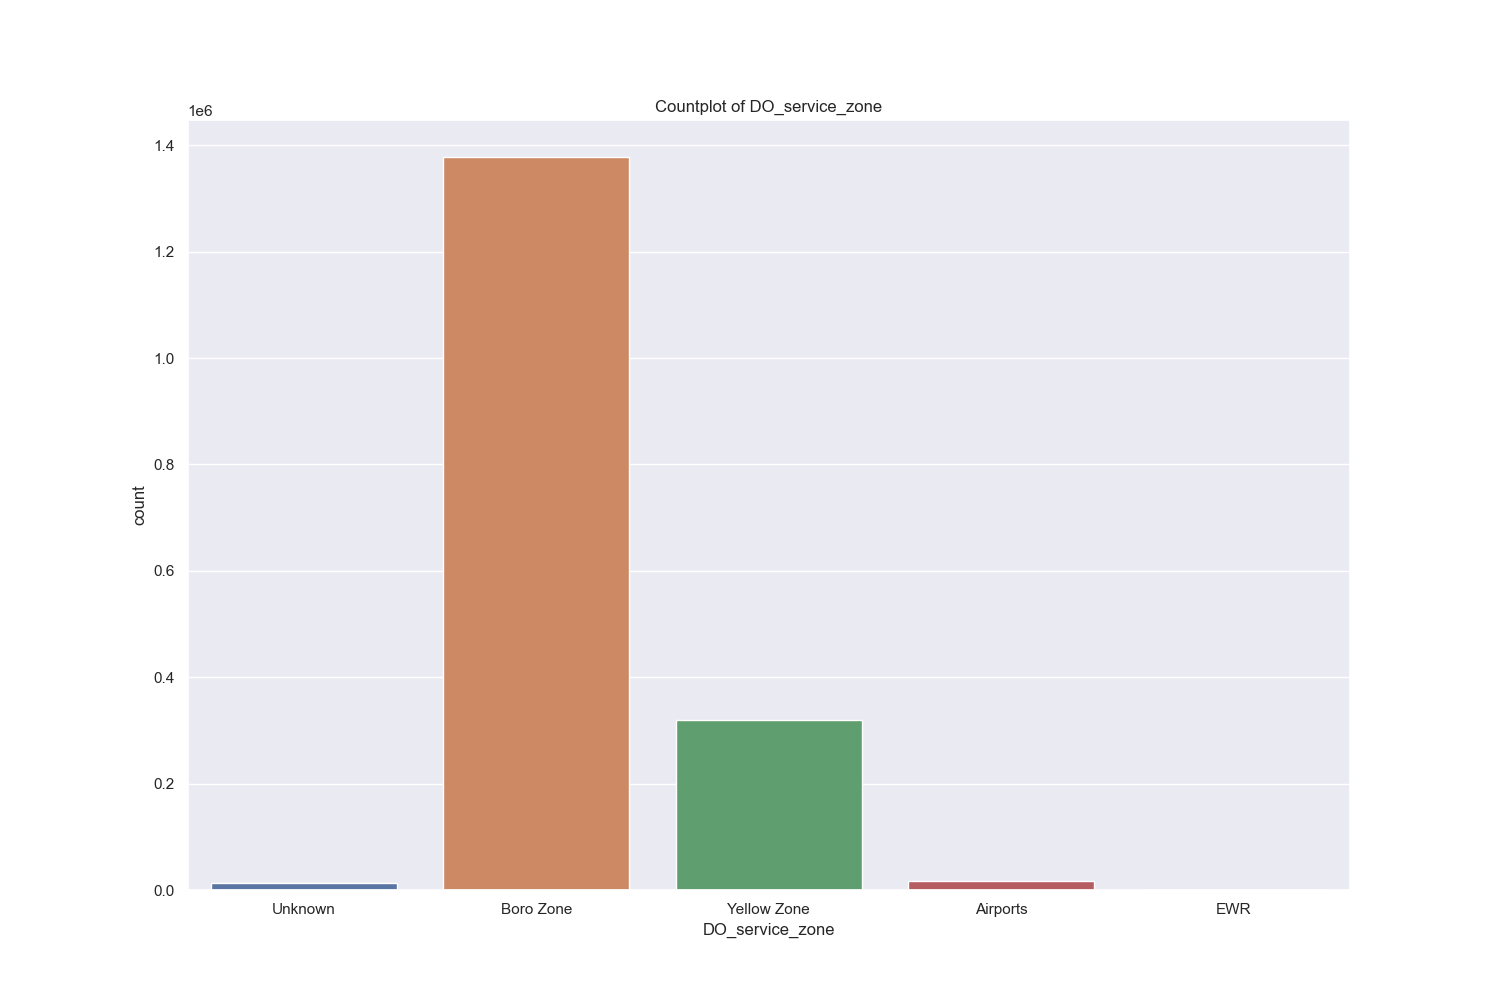 Countplot of DO_service_zone
1e6
1.4
1.2
1.0
0.8
0.6
0.4
0.2
0.0
count
Unknown Boro Zone Yellow Zone Airports EWR
DO_service_zone